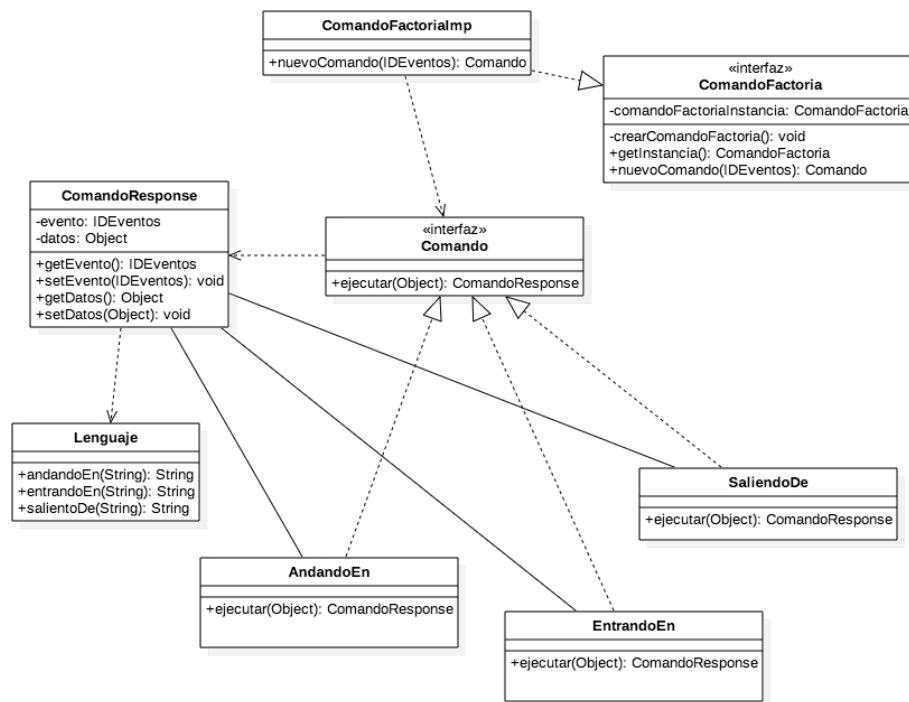 ComandoFactoriaImp
+nuevoComando(IDEventos): Comando
«interfaz»
ComandoFactoria
-comandoFactoriaInstancia: ComandoFactoria
-crearComandoFactoria(): void
+getInstancia(): ComandoFactoria
+nuevoComando(IDEventos): Comando
ComandoResponse
-evento: IDEventos
-datos: Object
+getEvento(): IDEventos
+setEvento(IDEventos): void
+getDatos(): Object
+setDatos(Object): void
«interfaz»
Comando
+ejecutar(Object): ComandoResponse
Lenguaje
+andandoEn(String): String
+entrandoEn(String): String
+salientoDe(String): String
SaliendoDe
+ejecutar(Object): ComandoResponse
AndandoEn
+ejecutar(Object): ComandoResponse
EntrandoEn
+ejecutar(Object): ComandoResponse